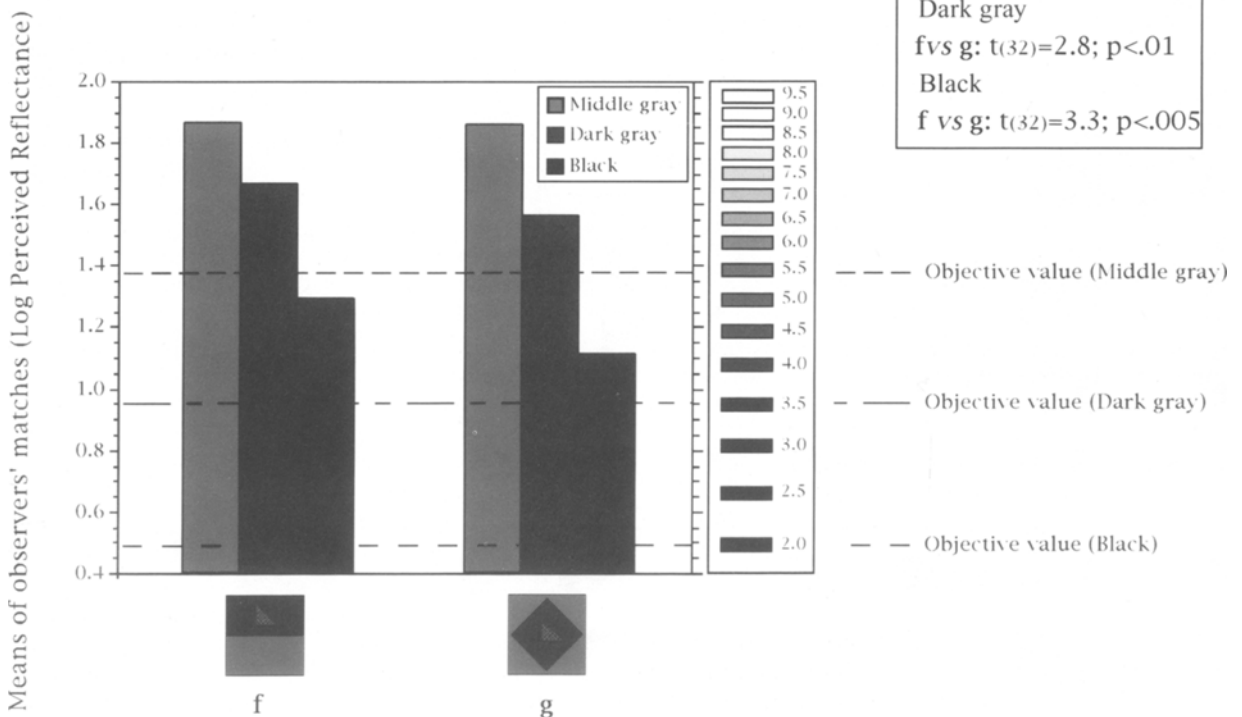 Means of observers' matches (Log Perceived Reflectance)
Dark gray
f vs g: t(32)=2.8; p<.01
Black
f vs g: t(32)=3.3; p<.005
2.0
1.8
1.6
1.4
1.2
1.0
0.8
0.6
0.4
Middle gray
Dark gray
Black
9.5
9.0
8.5
8.0
7.5
7.0
6.5
6.0
5.5
5.0
4.5
4.0
3.5
3.0
2.5
2.0
Objective value (Middle gray)
Objective value (Dark gray)
Objective value (Black)
f
g